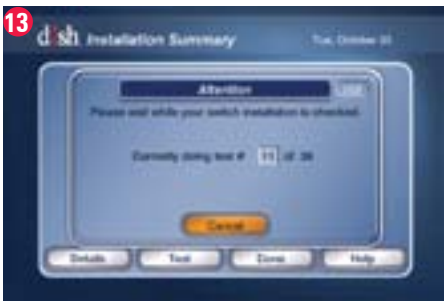 13
dish Installation Summary
Tue, October
Attention
Please wait while your switch installation is checked.
Currently doing test # 11 of 38
Cancel
Details Test Done Help